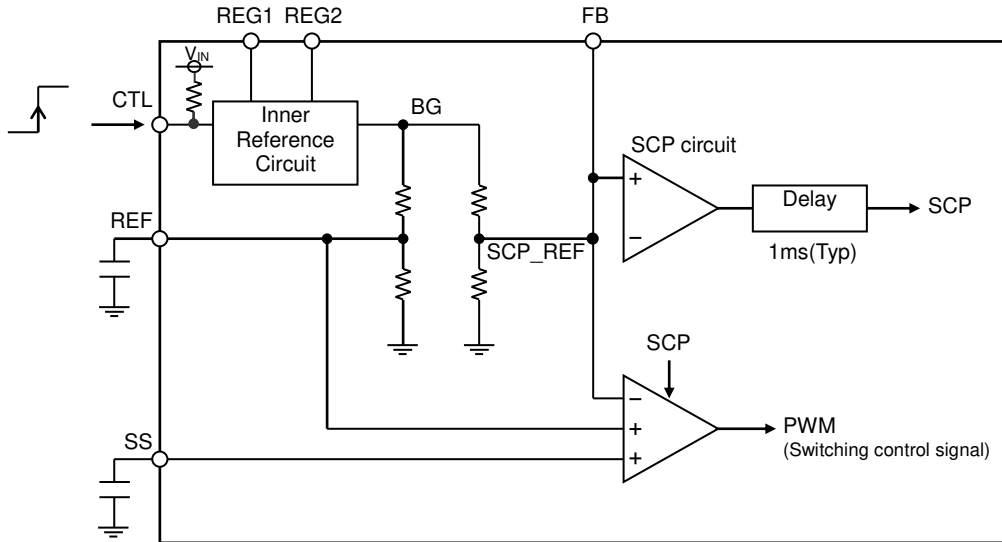 REG1 REG2 FB
VIN
CTL
Inner
Reference
Circuit
BG
SCP circuit
+
−
Delay
SCP
1ms(Typ)
REF
SCP_REF
SCP
−
+
+
PWM
(Switching control signal)
SS